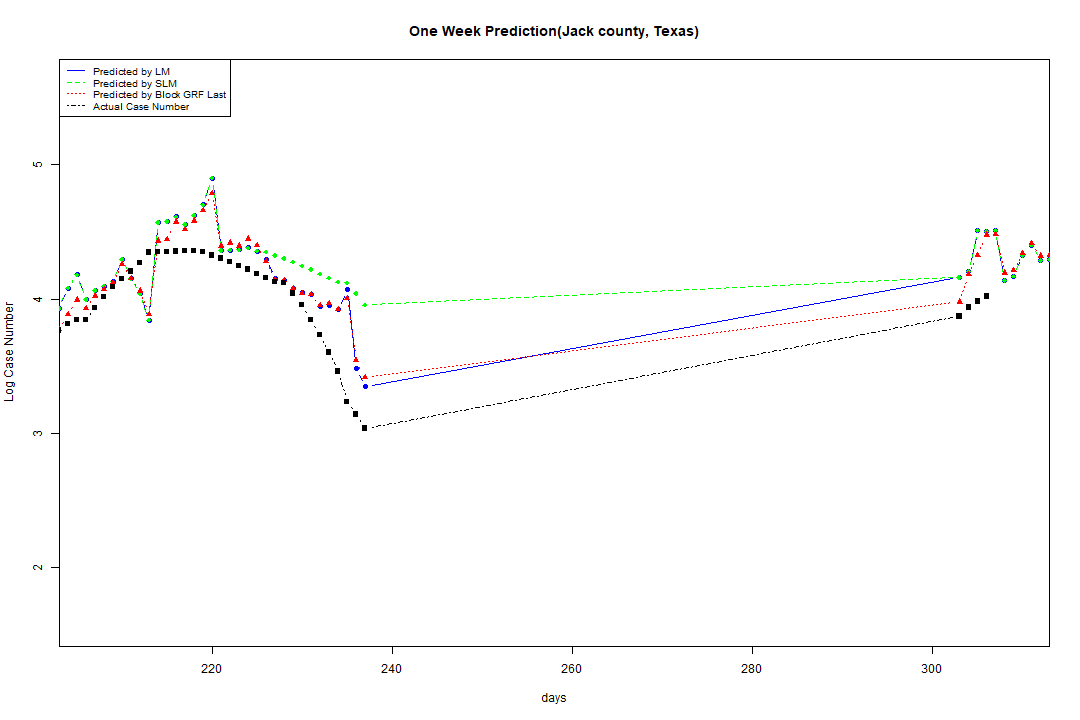 One Week Prediction(Jack county, Texas)
Predicted by LM
Predicted by SLM
Predicted by Block GRF Last
Actual Case Number
5
4
3
2
Log Case Number
220 240 260 280 300
days